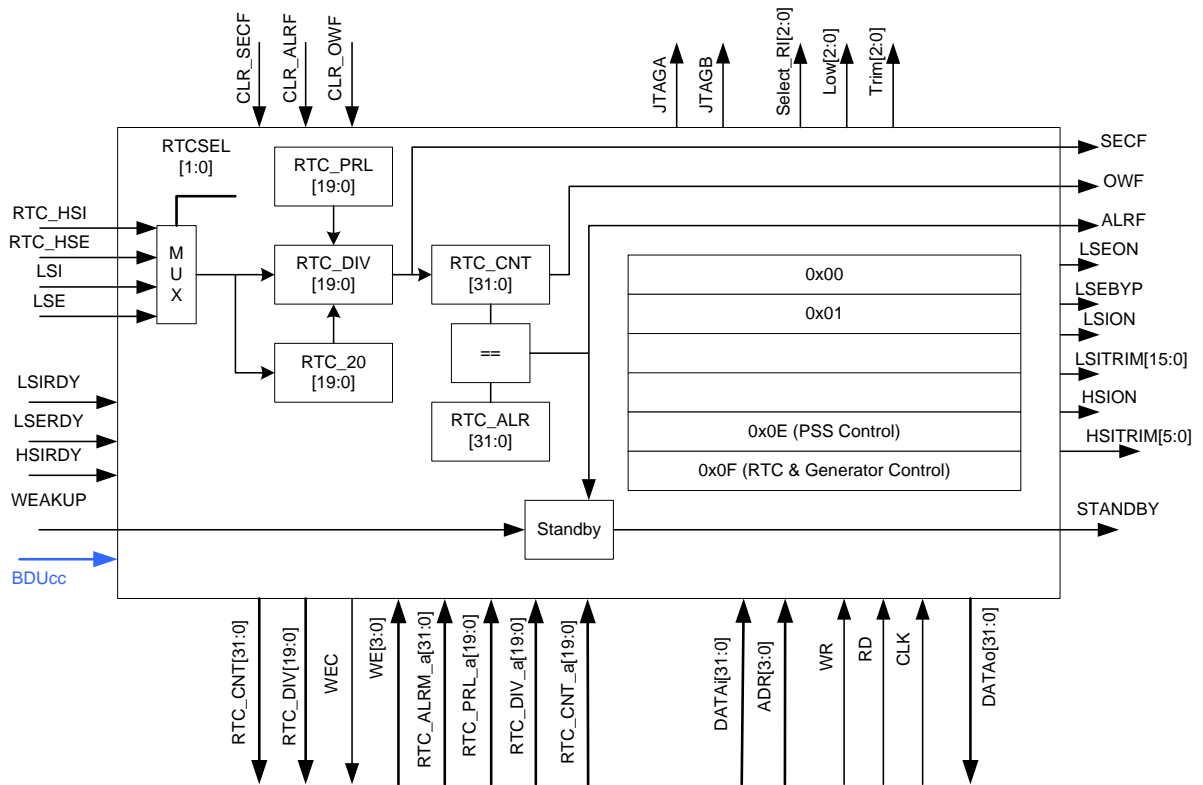 CLR_SECF
CLR_ALRF
CLR_OWF
JTAGA
JTAGB
Select_RI[2:0]
Low[2:0]
Trim[2:0]
RTCSEL
[1:0]
RTC_PRL
[19:0]
SECF
OWF
ALRF
RTC_HSI
RTC_HSE
LSI
LSE
M
U
X
RTC_DIV
[19:0]
RTC_CNT
[31:0]
RTC_20
[19:0]
==
RTC_ALR
[31:0]
0x00
0x01
0x0E (PSS Control)
0x0F (RTC & Generator Control)
LSEON
LSEBYP
LSION
LSITRIM[15:0]
HSION
HSITRIM[5:0]
LSIRDY
LSERDY
HSIRDY
WEAKUP
Standby
STANDBY
BDUcc
RTC_CNT[31:0]
RTC_DIV[19:0]
WEC
WE[3:0]
RTC_ALRM_a[31:0]
RTC_PRL_a[19:0]
RTC_DIV_a[19:0]
RTC_CNT_a[19:0]
DATAi[31:0]
ADR[3:0]
WR
RD
CLK
DATAo[31:0]